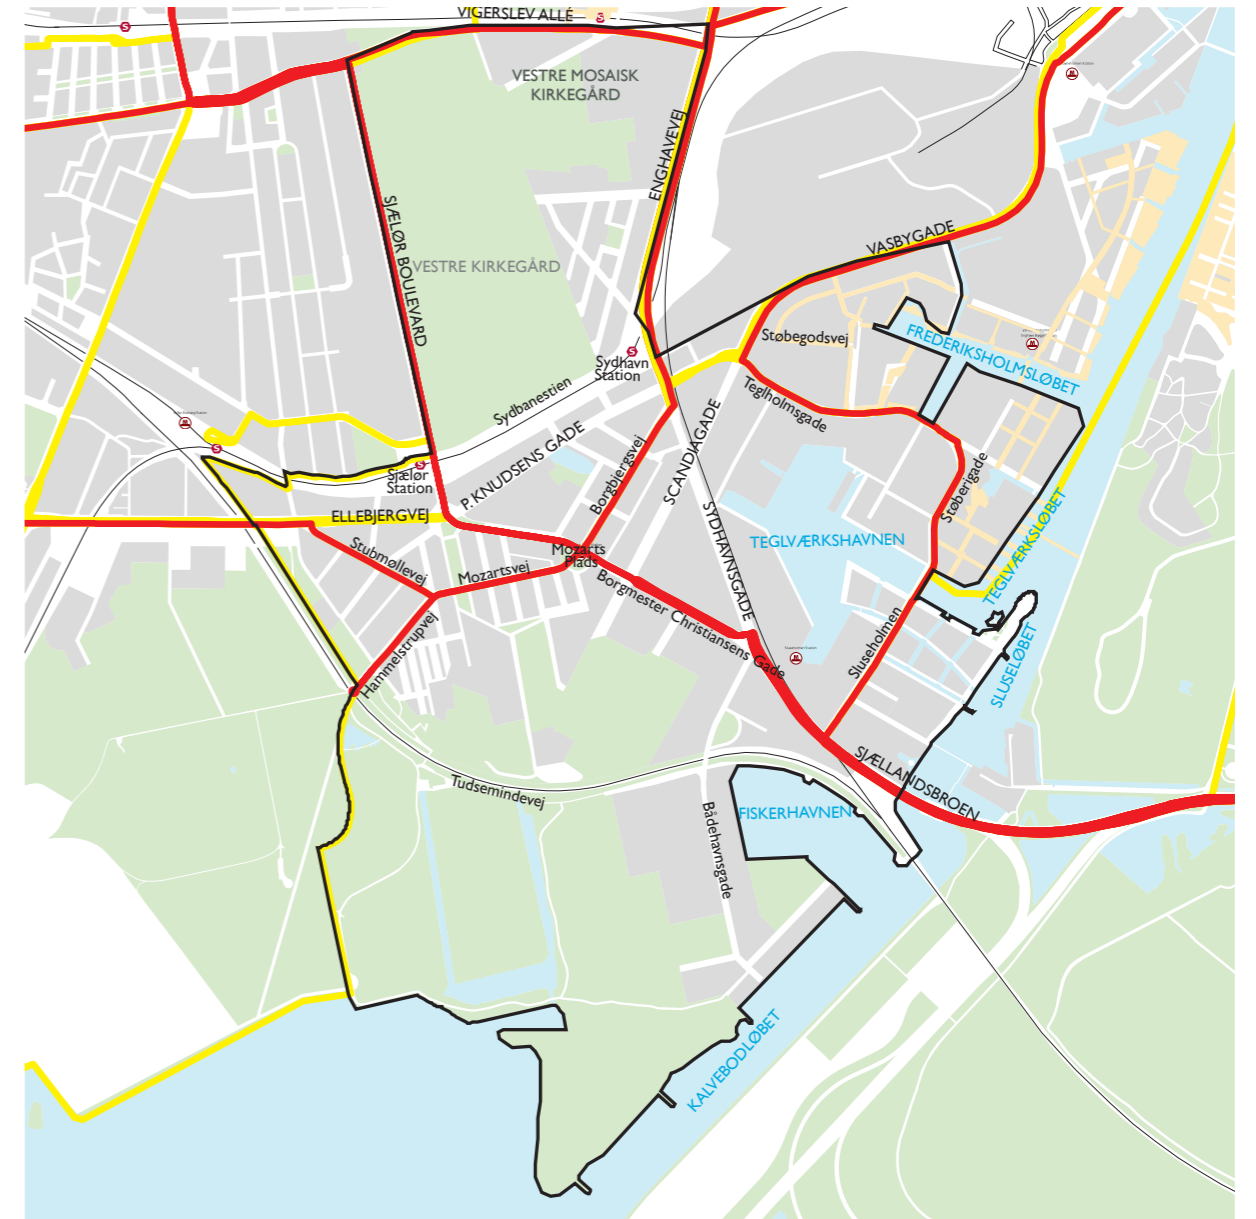 VIGERSLEV ALLÉ
S
S
VESTRE MOSAISK
KIRKEGÅRD
ENGHAVEVEJ
SJÆLØR BOULEVARD
VESTRE KIRKEGÅRD
VASBYGADE
Støbegodsvej
FREDERIKSHOLMSLØBET
S
Sydhavn
Station
Sydbanestien
Teglholmsgade
SCANDIAGADE
P. KNUDSENS GADE
Borgbjergsvej
S
S
Sjælør
Station
Støberigade
ELLEBJERGVEJ
SYDHAVNSGADE
TEGLVÆRKSHAVNEN
TEGLVÆRKSLØBET
Stubmøllevej
Mozartsvej
Mozarts
Plads
Borgmester Christiansens Gade
Hammelstrupvej
Sluseholmen
SLUSELØBET
SJÆLLANDSBROEN
Tudsemindevej
Bådehavnsgade
FISKERHAVNEN
KALVEBODLØBET